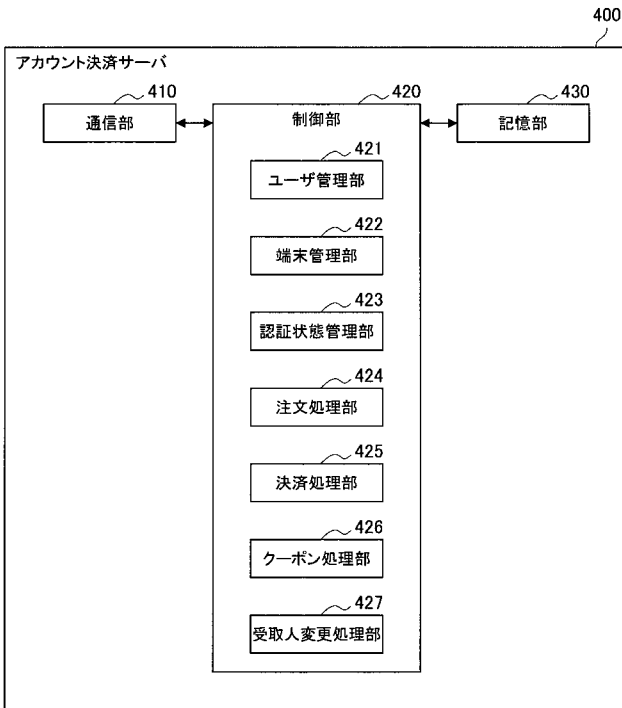 400
アカウント決済サーバ
410
通信部
420
制御部
430
記憶部
421
ユーザ管理部
422
端末管理部
423
認証状態管理部
424
注文処理部
425
決済処理部
426
クーポン処理部
427
受取人変更処理部